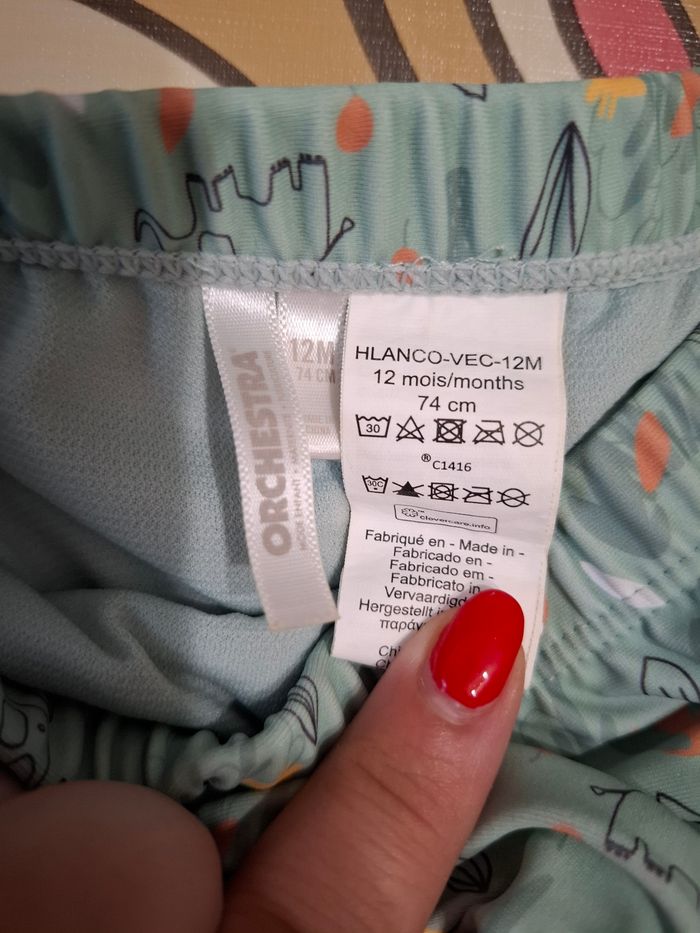 ORCHESTRA
12M
74 CM
HLANCO-VEC-12M
12 mois/months
74 cm
30
®C1416
30C
clevercare.info
Fabriqué en - Made in -
Fabricado en -
Fabricado em -
Fabbricato in
Vervaardigd
Hergestellt